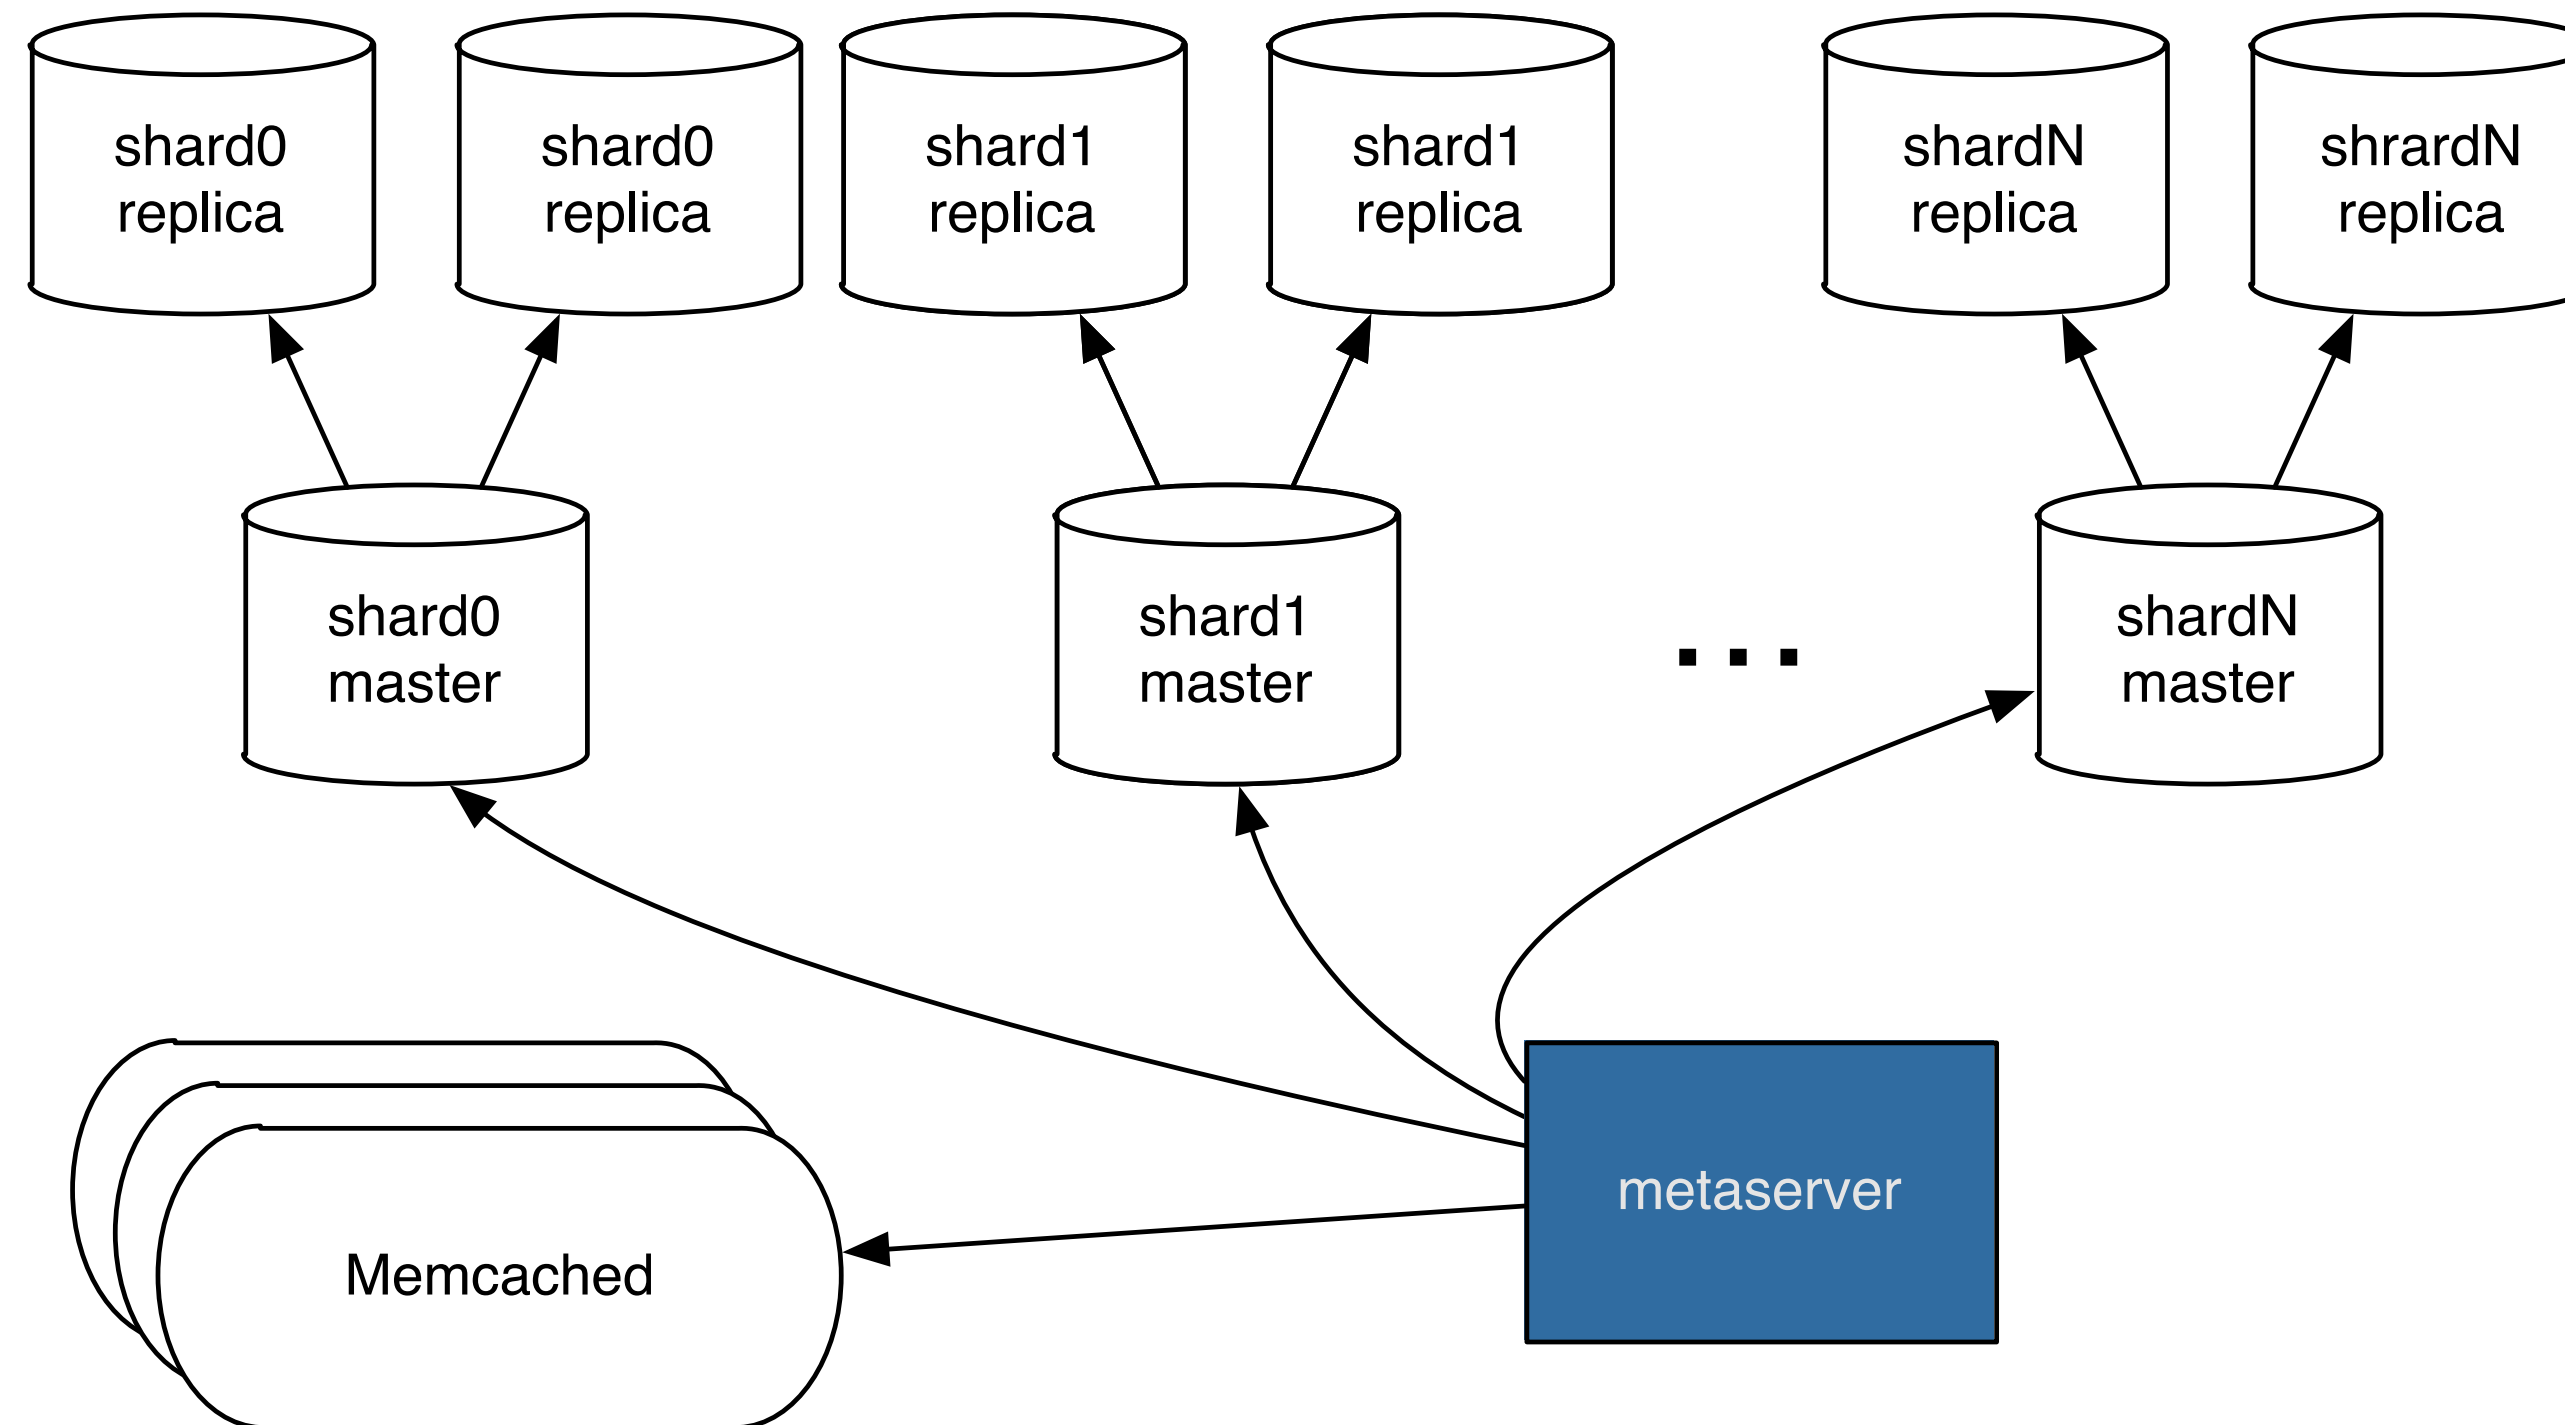 shard0
replica
shard0
replica
shard1
replica
shard1
replica
shardN
replica
shrardN
replica
shard0
master
shard1
master
...
shardN
master
metaserver
Memcached